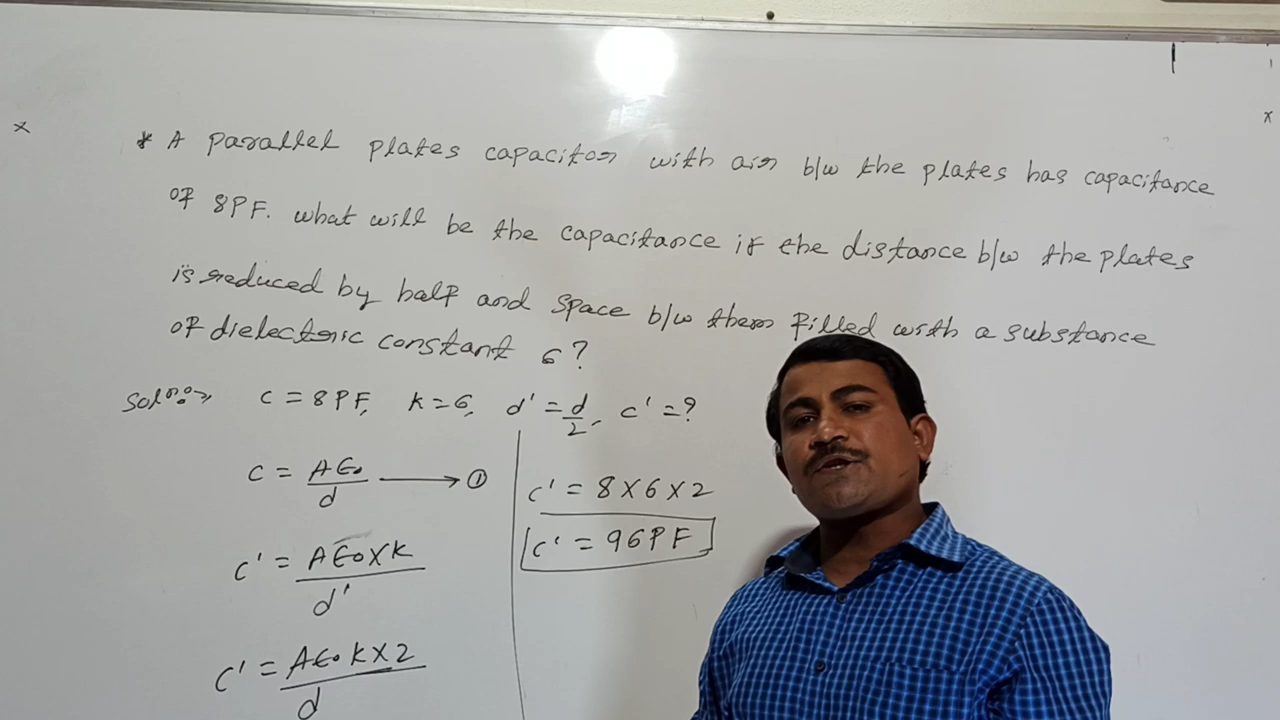 * A parallel plates capacitor with air b/w the plates has capacitance
of 8PF. what will be the capacitance if the distance b/w the plates
is reduced by half and space b/w them filled with a substance
of dielectric constant 6?
Soln:⇒ C = 8PF, K = 6, d' = d/2, C' = ?
C = Aϵ₀/d ⟶ ①
C' = Aϵ₀×K/d'
C' = Aϵ₀K×2/d
C' = 8×6×2
C' = 96PF